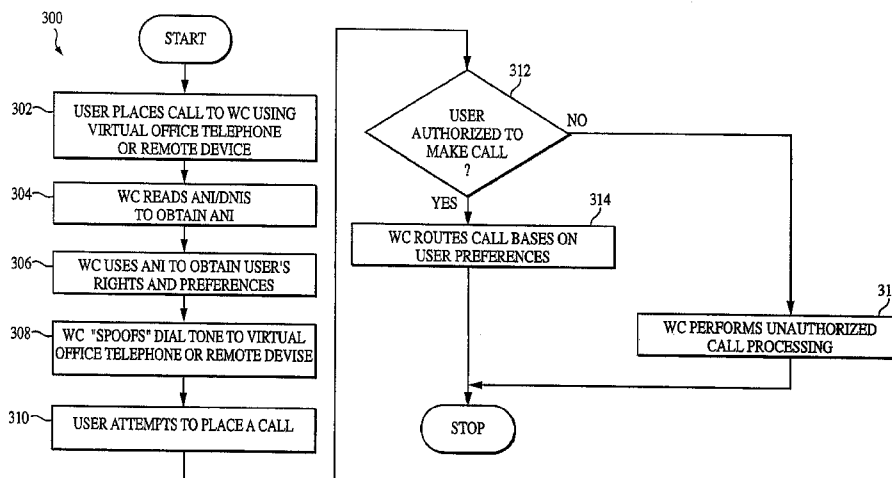 300
START
302
USER PLACES CALL TO WC USING
VIRTUAL OFFICE TELEPHONE
OR REMOTE DEVICE
304
WC READS ANI/DNIS
TO OBTAIN ANI
306
WC USES ANI TO OBTAIN USER'S
RIGHTS AND PREFERENCES
308
WC "SPOOFS" DIAL TONE TO VIRTUAL
OFFICE TELEPHONE OR REMOTE DEVISE
310
USER ATTEMPTS TO PLACE A CALL
312
USER
AUTHORIZED TO
MAKE CALL
?
NO
YES
314
WC ROUTES CALL BASES ON
USER PREFERENCES
WC PERFORMS UNAUTHORIZED
CALL PROCESSING
STOP